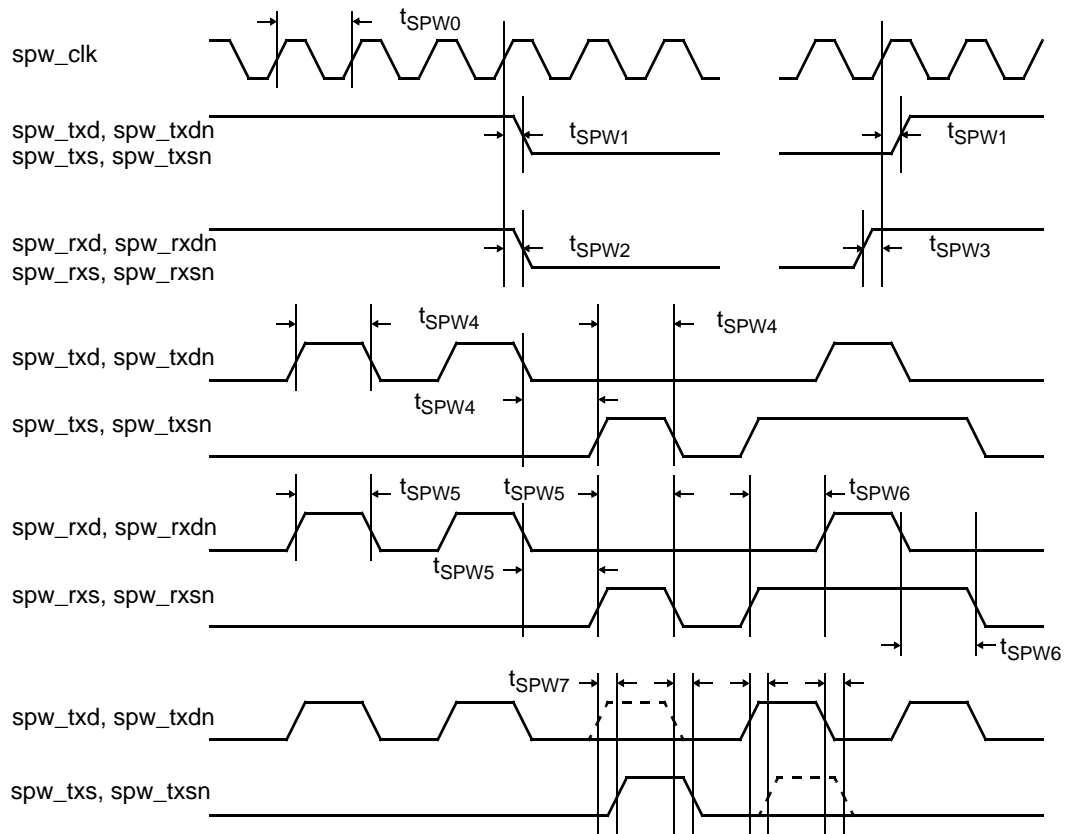 tSPW0
spw_clk
spw_txd, spw_txdn
spw_txs, spw_txsn
tSPW1
tSPW1
spw_rxd, spw_rxdn
spw_rxs, spw_rxsn
tSPW2
tSPW3
tSPW4
tSPW4
spw_txd, spw_txdn
tSPW4
spw_txs, spw_txsn
tSPW5
tSPW5
tSPW6
spw_rxd, spw_rxdn
tSPW5
spw_rxs, spw_rxsn
tSPW6
tSPW7
spw_txd, spw_txdn
spw_txs, spw_txsn